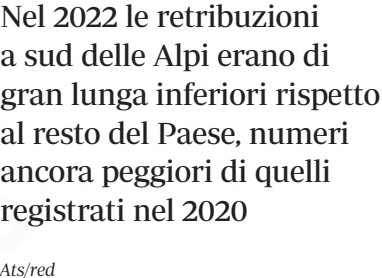 Nel 2022 le retribuzioni
a sud delle Alpi erano di
gran lunga inferiori rispetto
al resto del Paese, numeri
ancora peggiori di quelli
registrati nel 2020
Ats/red